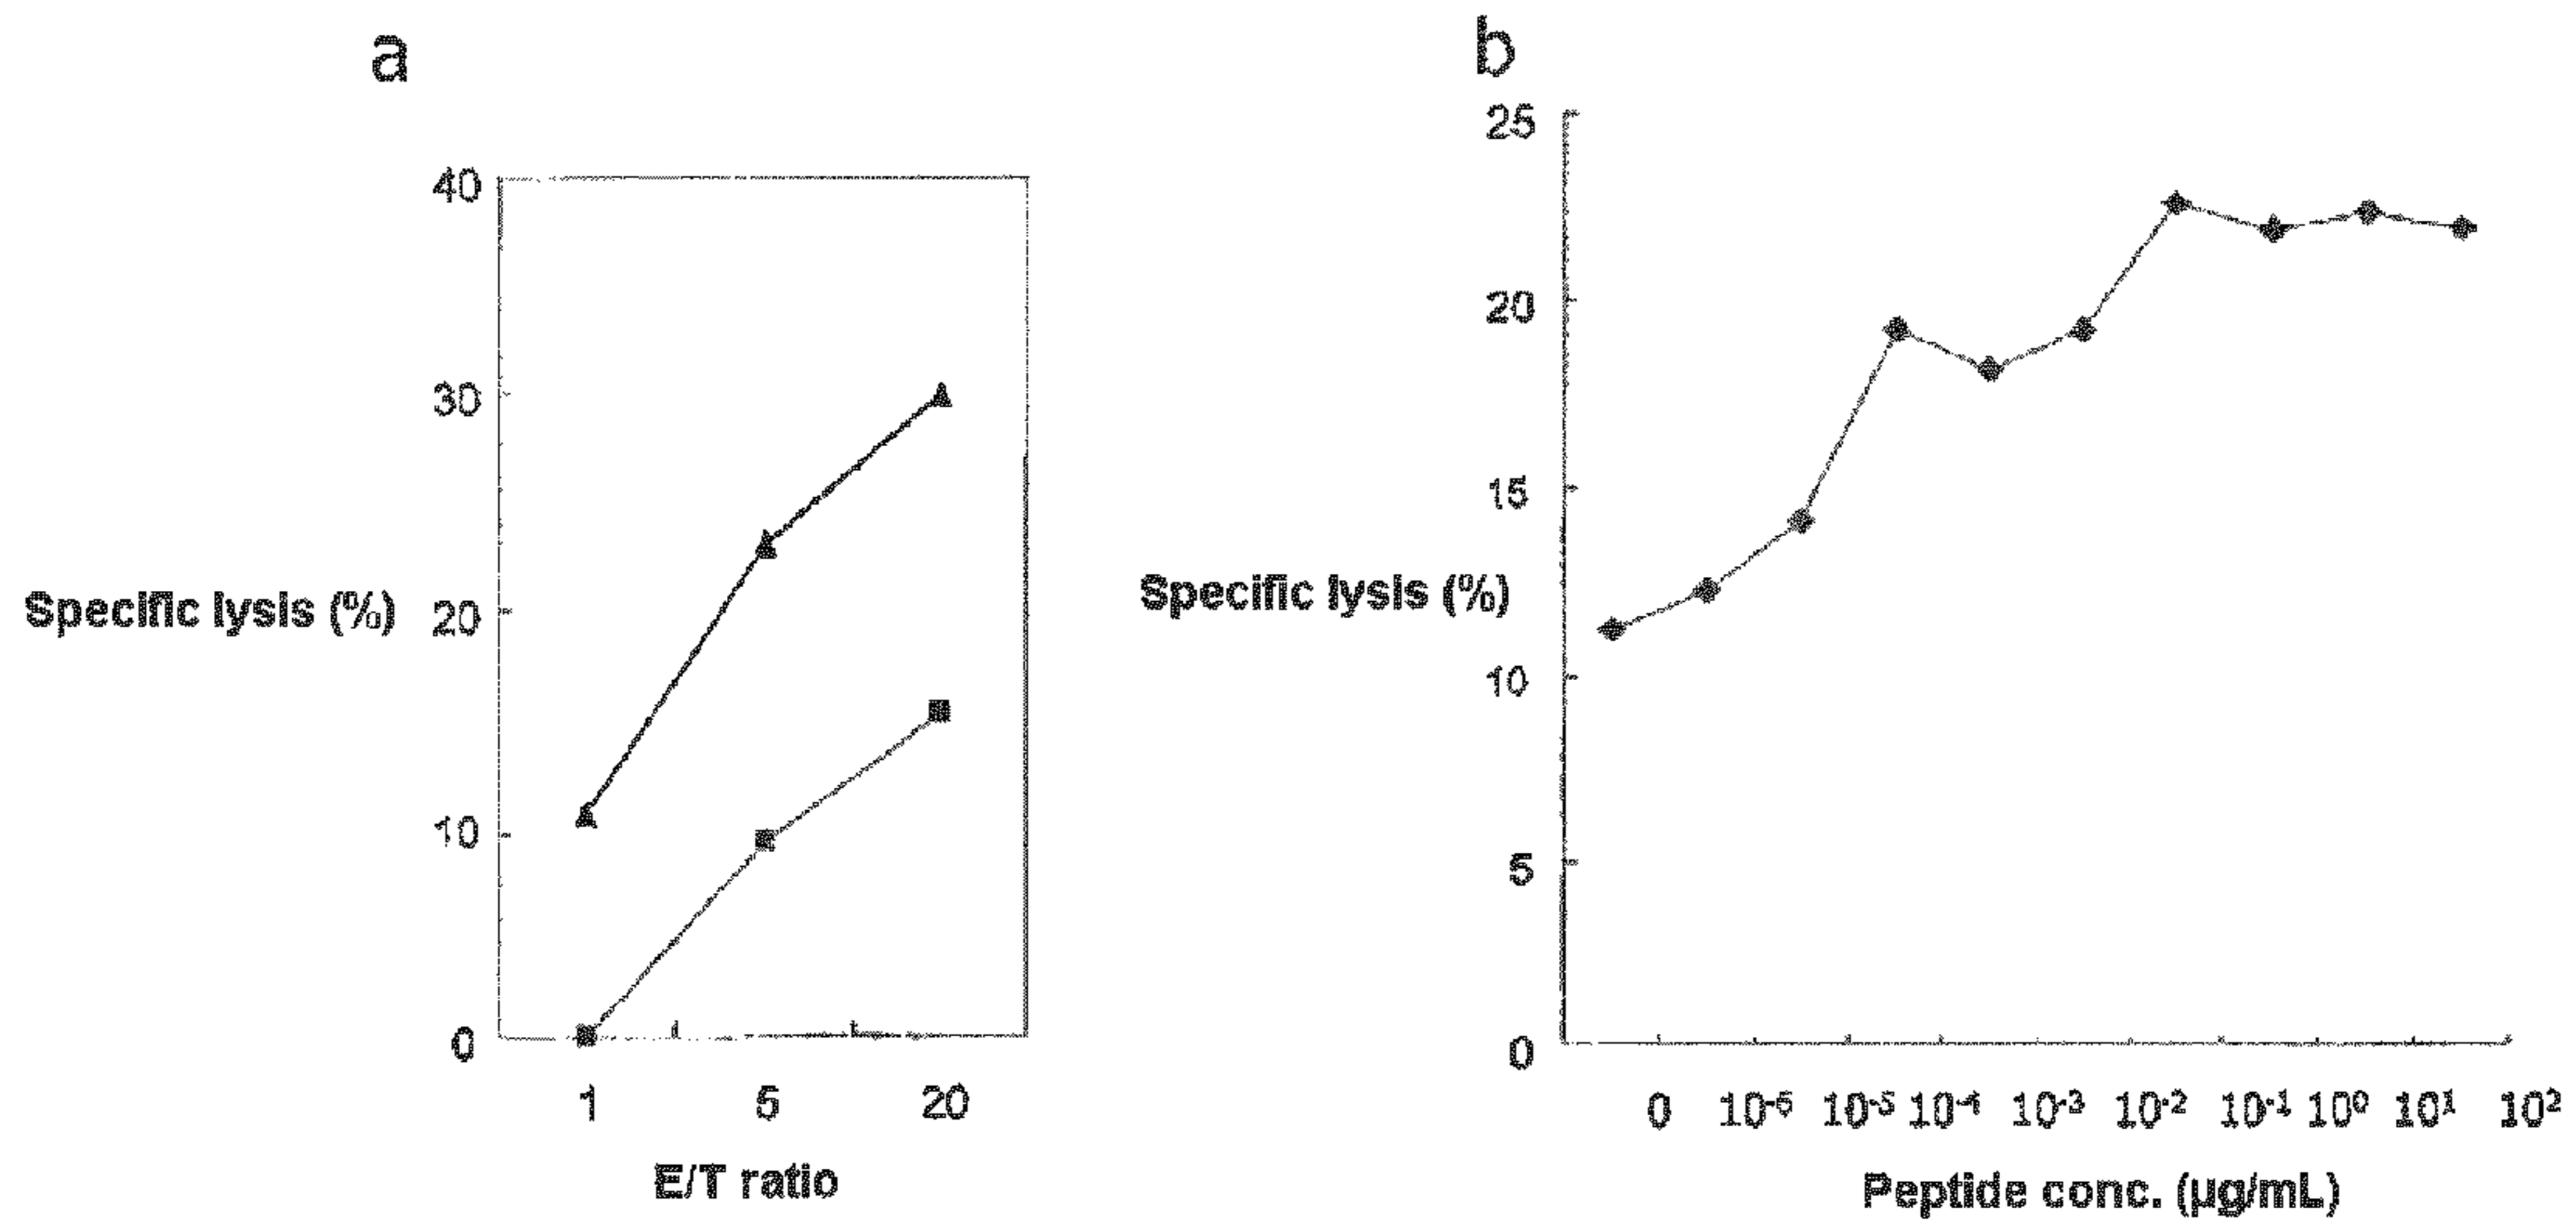 a
40
30
Specific lysis (%) 20
10
0
1 5 20
E/T ratio
b
25
20
15
Specific lysis (%)
10
5
0
0 10⁻⁶ 10⁻⁵ 10⁻⁴ 10⁻³ 10⁻² 10⁻¹ 10⁰ 10¹ 10²
Peptide conc. (µg/mL)